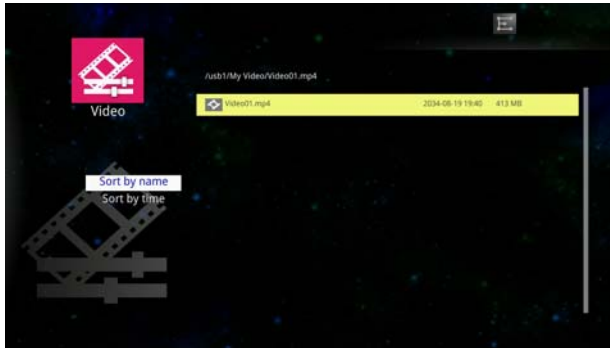 /usb1/My Video/Video01.mp4
Video
Video01.mp4 2034-08-19 19:40 413 MB
Sort by name
Sort by time